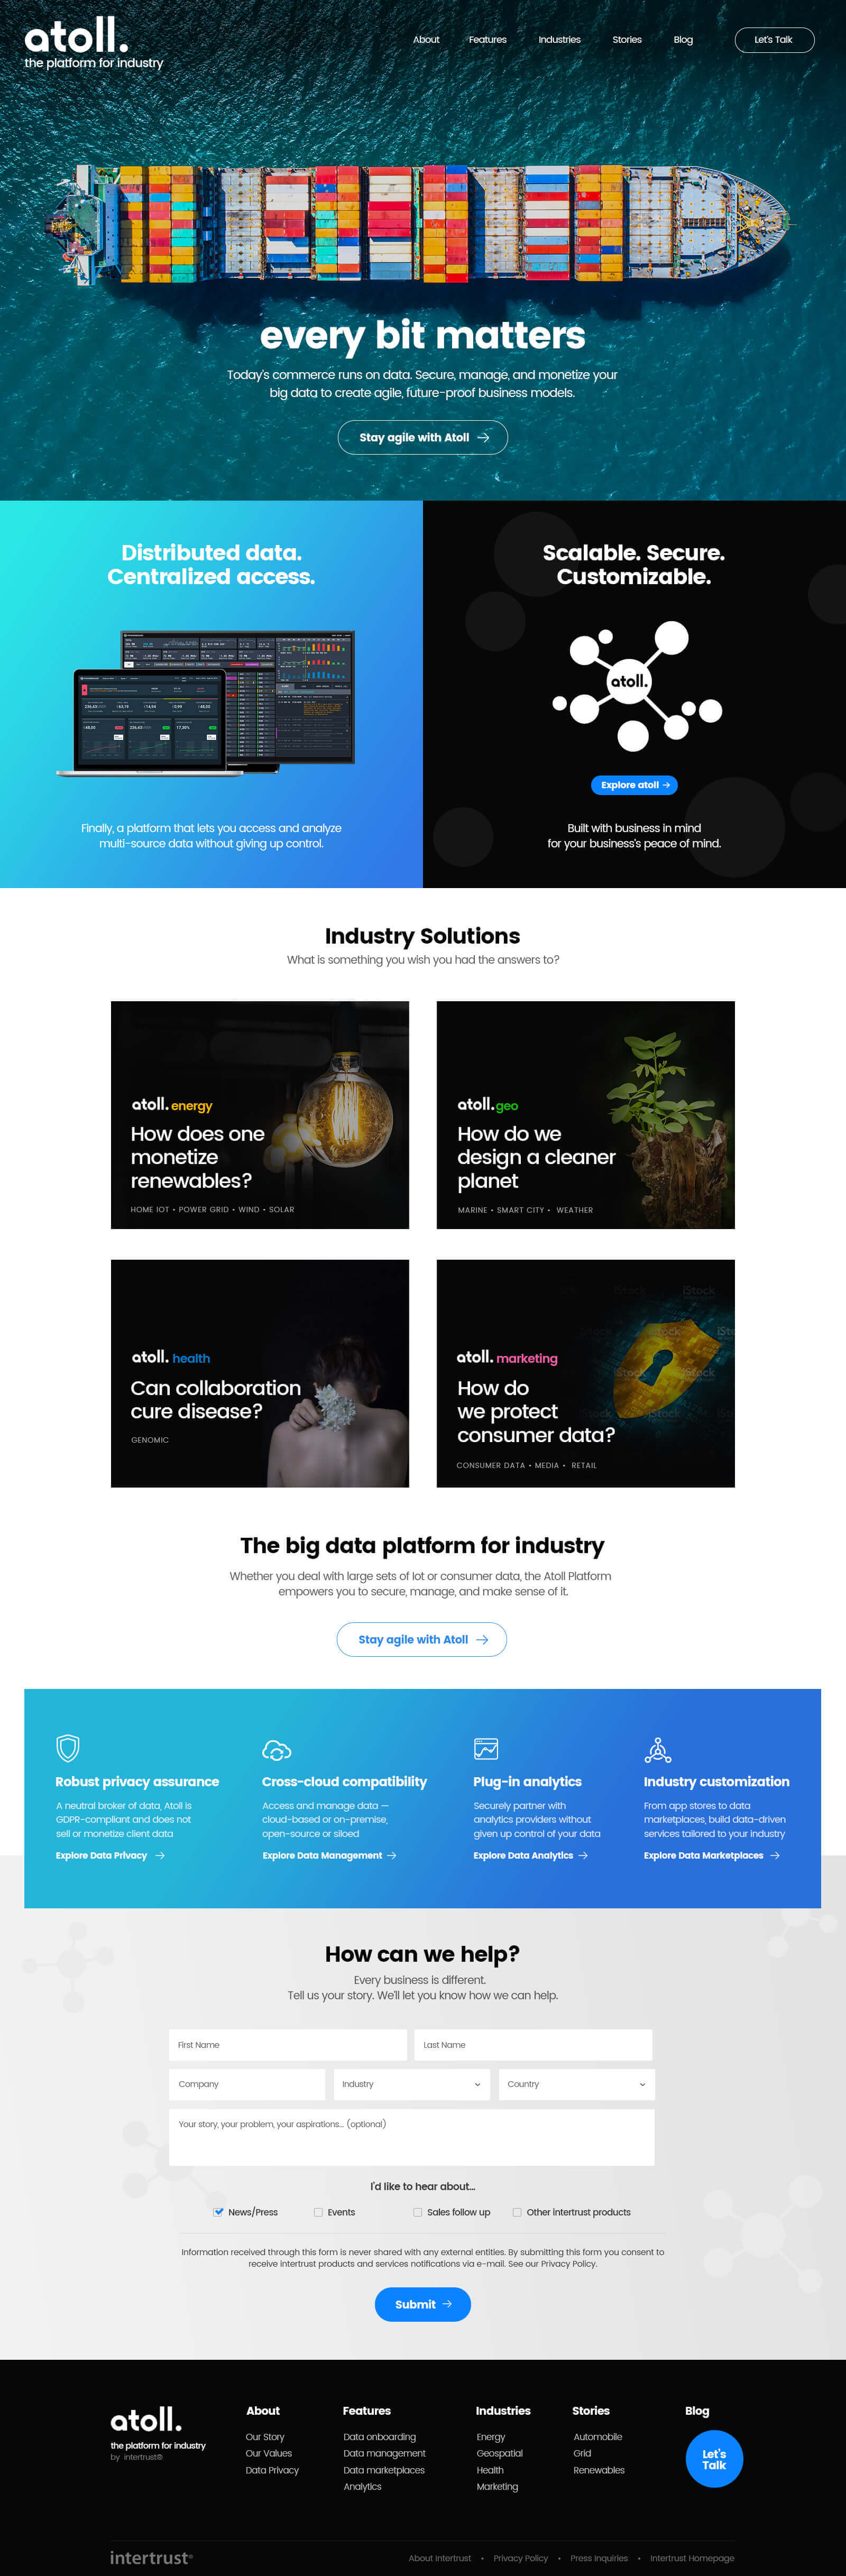 atoll.
the platform for industry
About
Features
Industries
Stories
Blog
Let's Talk
every bit matters
Today's commerce runs on data. Secure, manage, and monetize your
big data to create agile, future-proof business models.
Stay agile with Atoll
Distributed data.
Centralized access.
Finally, a platform that lets you access and analyze
multi-source data without giving up control.
Scalable. Secure.
Customizable.
atoll.
Explore atoll
Built with business in mind
for your business's peace of mind.
Industry Solutions
What is something you wish you had the answers to?
atoll. energy
How does one
monetize
renewables?
HOME IOT • POWER GRID • WIND • SOLAR
atoll.geo
How do we
design a cleaner
planet
MARINE • SMART CITY • WEATHER
atoll. health
Can collaboration
cure disease?
GENOMIC
iStock
atoll. marketing
How do
we protect
consumer data?
CONSUMER DATA • MEDIA • RETAIL
The big data platform for industry
Whether you deal with large sets of Iot or consumer data, the Atoll Platform
empowers you to secure, manage, and make sense of it.
Stay agile with Atoll
Robust privacy assurance
A neutral broker of data, Atoll is
GDPR-compliant and does not
sell or monetize client data
Explore Data Privacy
Cross-cloud compatibility
Access and manage data —
cloud-based or on-premise,
open-source or siloed
Explore Data Management
Plug-in analytics
Securely partner with
analytics providers without
given up control of your data
Explore Data Analytics
Industry customization
From app stores to data
marketplaces, build data-driven
services tailored to your industry
Explore Data Marketplaces
How can we help?
Every business is different.
Tell us your story. We'll let you know how we can help.
First Name
Last Name
Company
Industry
Country
Your story, your problem, your aspirations... (optional)
I'd like to hear about...
News/Press
Events
Sales follow up
Other intertrust products
Information received through this form is never shared with any external entities. By submitting this form you consent to
receive intertrust products and services notifications via e-mail. See our Privacy Policy.
Submit
atoll.
the platform for industry
by intertrust®
About
Our Story
Our Values
Data Privacy
Features
Data onboarding
Data management
Data marketplaces
Analytics
Industries
Energy
Geospatial
Health
Marketing
Stories
Automobile
Grid
Renewables
Blog
Let's
Talk
intertrust®
About Intertrust • Privacy Policy • Press Inquiries • Intertrust Homepage